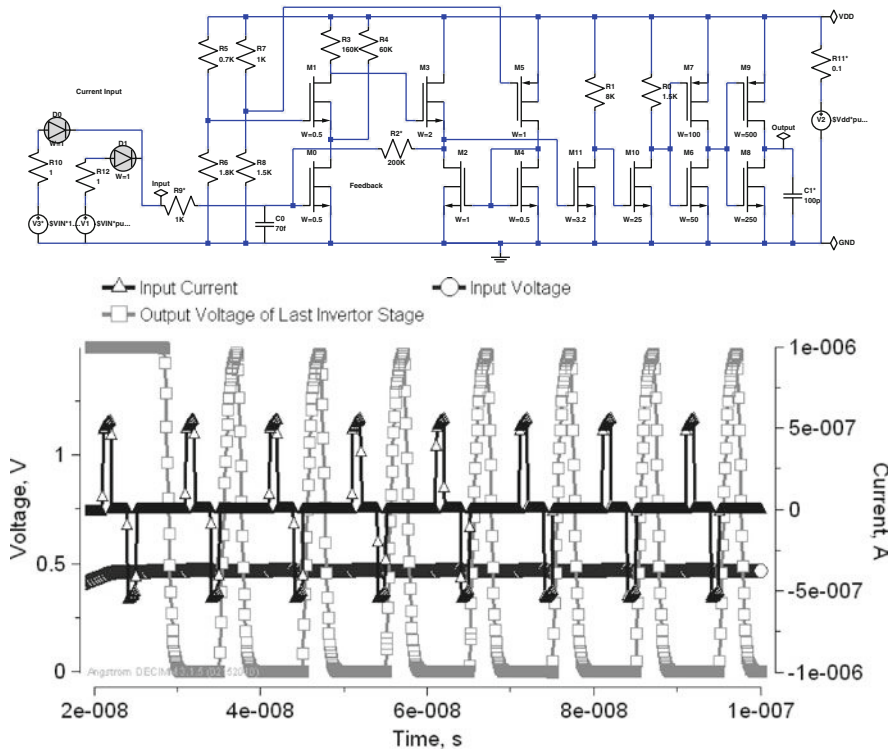 VDD
R5
0.7K
R7
1K
R3
160K
R4
60K
M1
W=0.5
M3
W=2
M5
W=1
R1
8K
M7
W=100
M9
W=500
R11*
0.1
Current Input
D0
W=1
D1
W=1
R10
1
R12
1
V3*
V1
$VIN*pu...
Input
R9*
1K
R6
1.8K
R8
1.5K
C0
70f
M0
W=0.5
R2*
200K
Feedback
M2
W=1
M4
W=0.5
M11
W=3.2
M10
W=25
M6
W=50
M8
W=250
Output
C1*
100p
V2
$Vdd*pu...
GND
Input Current
Input Voltage
Output Voltage of Last Invertor Stage
Voltage, V
1
0.5
0
1e-006
5e-007
0
-5e-007
-1e-006
Current, A
2e-008 4e-008 6e-008 8e-008 1e-007
Time, s